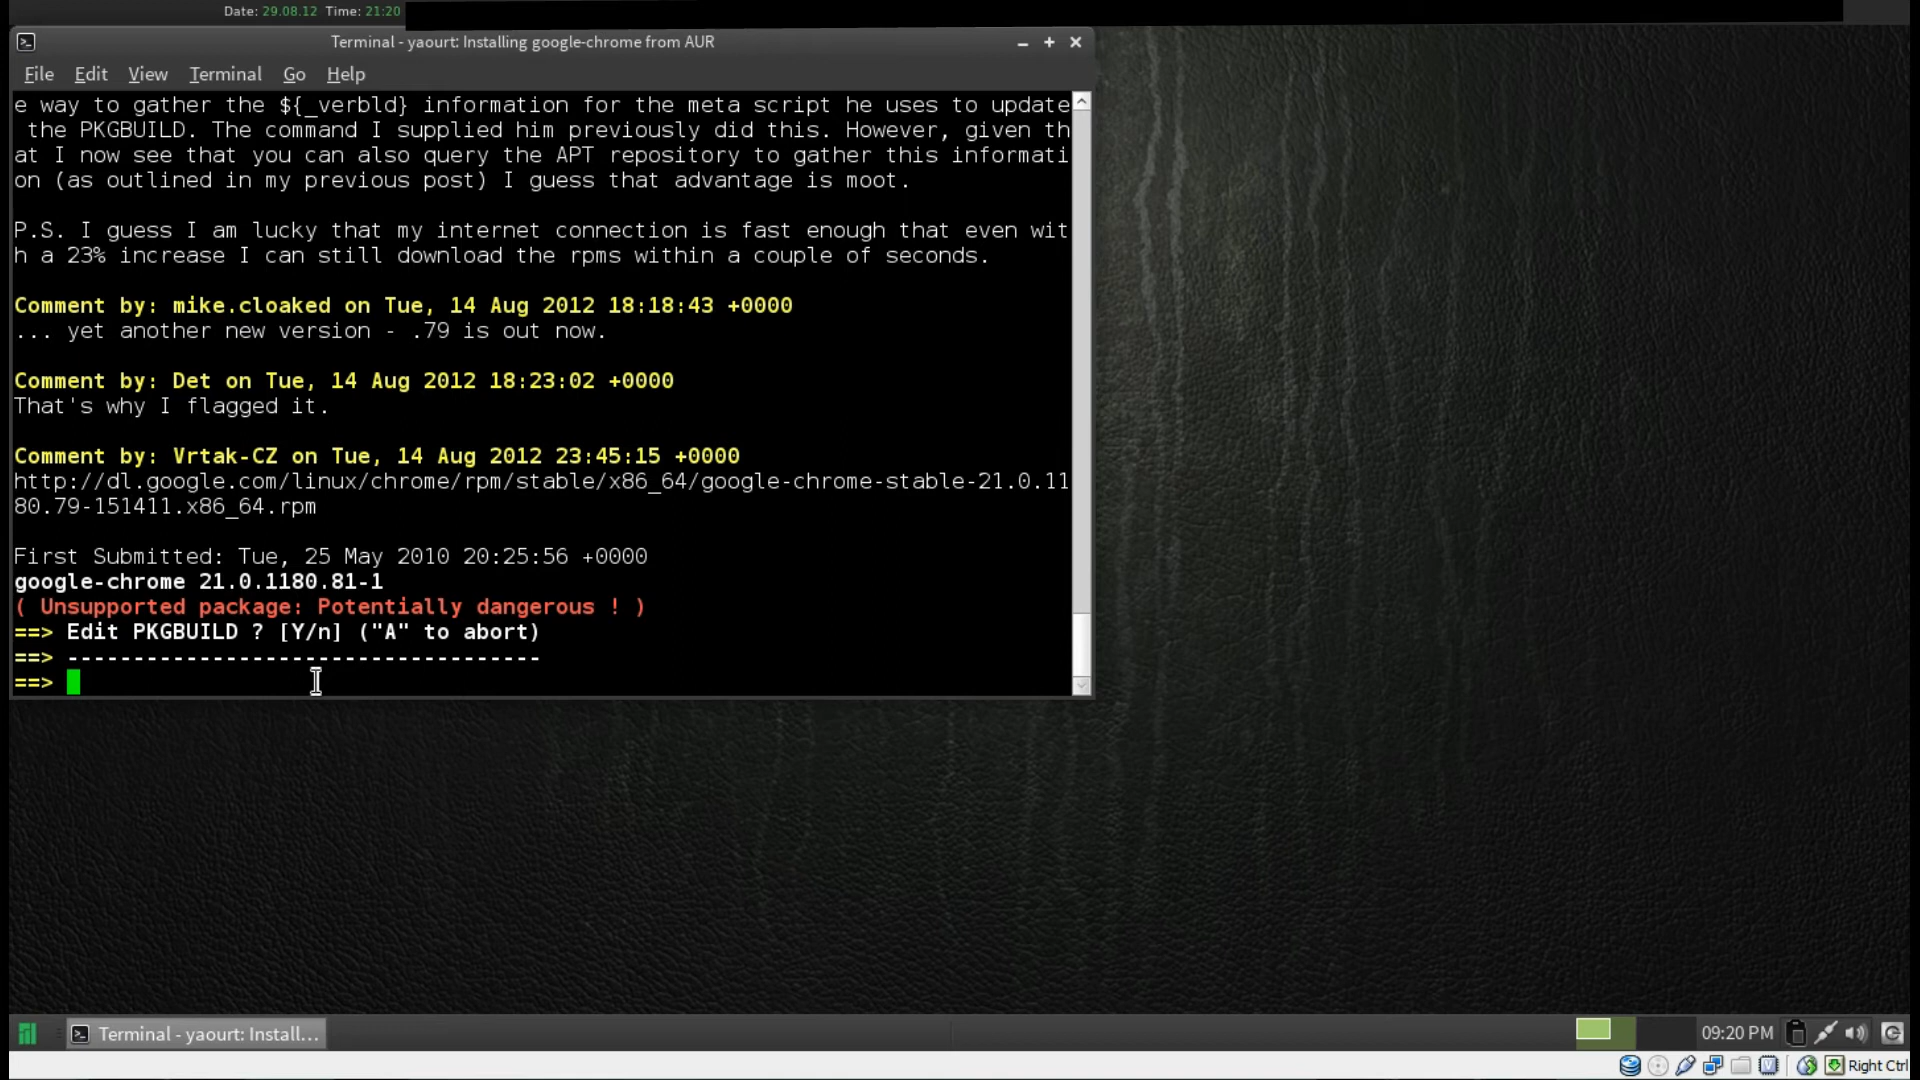 Date: 29.08.12 Time: 21:20
Terminal - yaourt: Installing google-chrome from AUR
File Edit View Terminal Go Help
e way to gather the ${_verbld} information for the meta script he uses to update
the PKGBUILD. The command I supplied him previously did this. However, given th
at I now see that you can also query the APT repository to gather this informati
on (as outlined in my previous post) I guess that advantage is moot.
P.S. I guess I am lucky that my internet connection is fast enough that even wit
h a 23% increase I can still download the rpms within a couple of seconds.
Comment by: mike.cloaked on Tue, 14 Aug 2012 18:18:43 +0000
... yet another new version - .79 is out now.
Comment by: Det on Tue, 14 Aug 2012 18:23:02 +0000
That's why I flagged it.
Comment by: Vrtak-CZ on Tue, 14 Aug 2012 23:45:15 +0000
http://dl.google.com/linux/chrome/rpm/stable/x86_64/google-chrome-stable-21.0.11
80.79-151411.x86_64.rpm
First Submitted: Tue, 25 May 2010 20:25:56 +0000
google-chrome 21.0.1180.81-1
( Unsupported package: Potentially dangerous ! )
==> Edit PKGBUILD ? [Y/n] ("A" to abort)
==> ------------------------------------
==>
Terminal - yaourt: Install...
09:20 PM
Right Ctrl